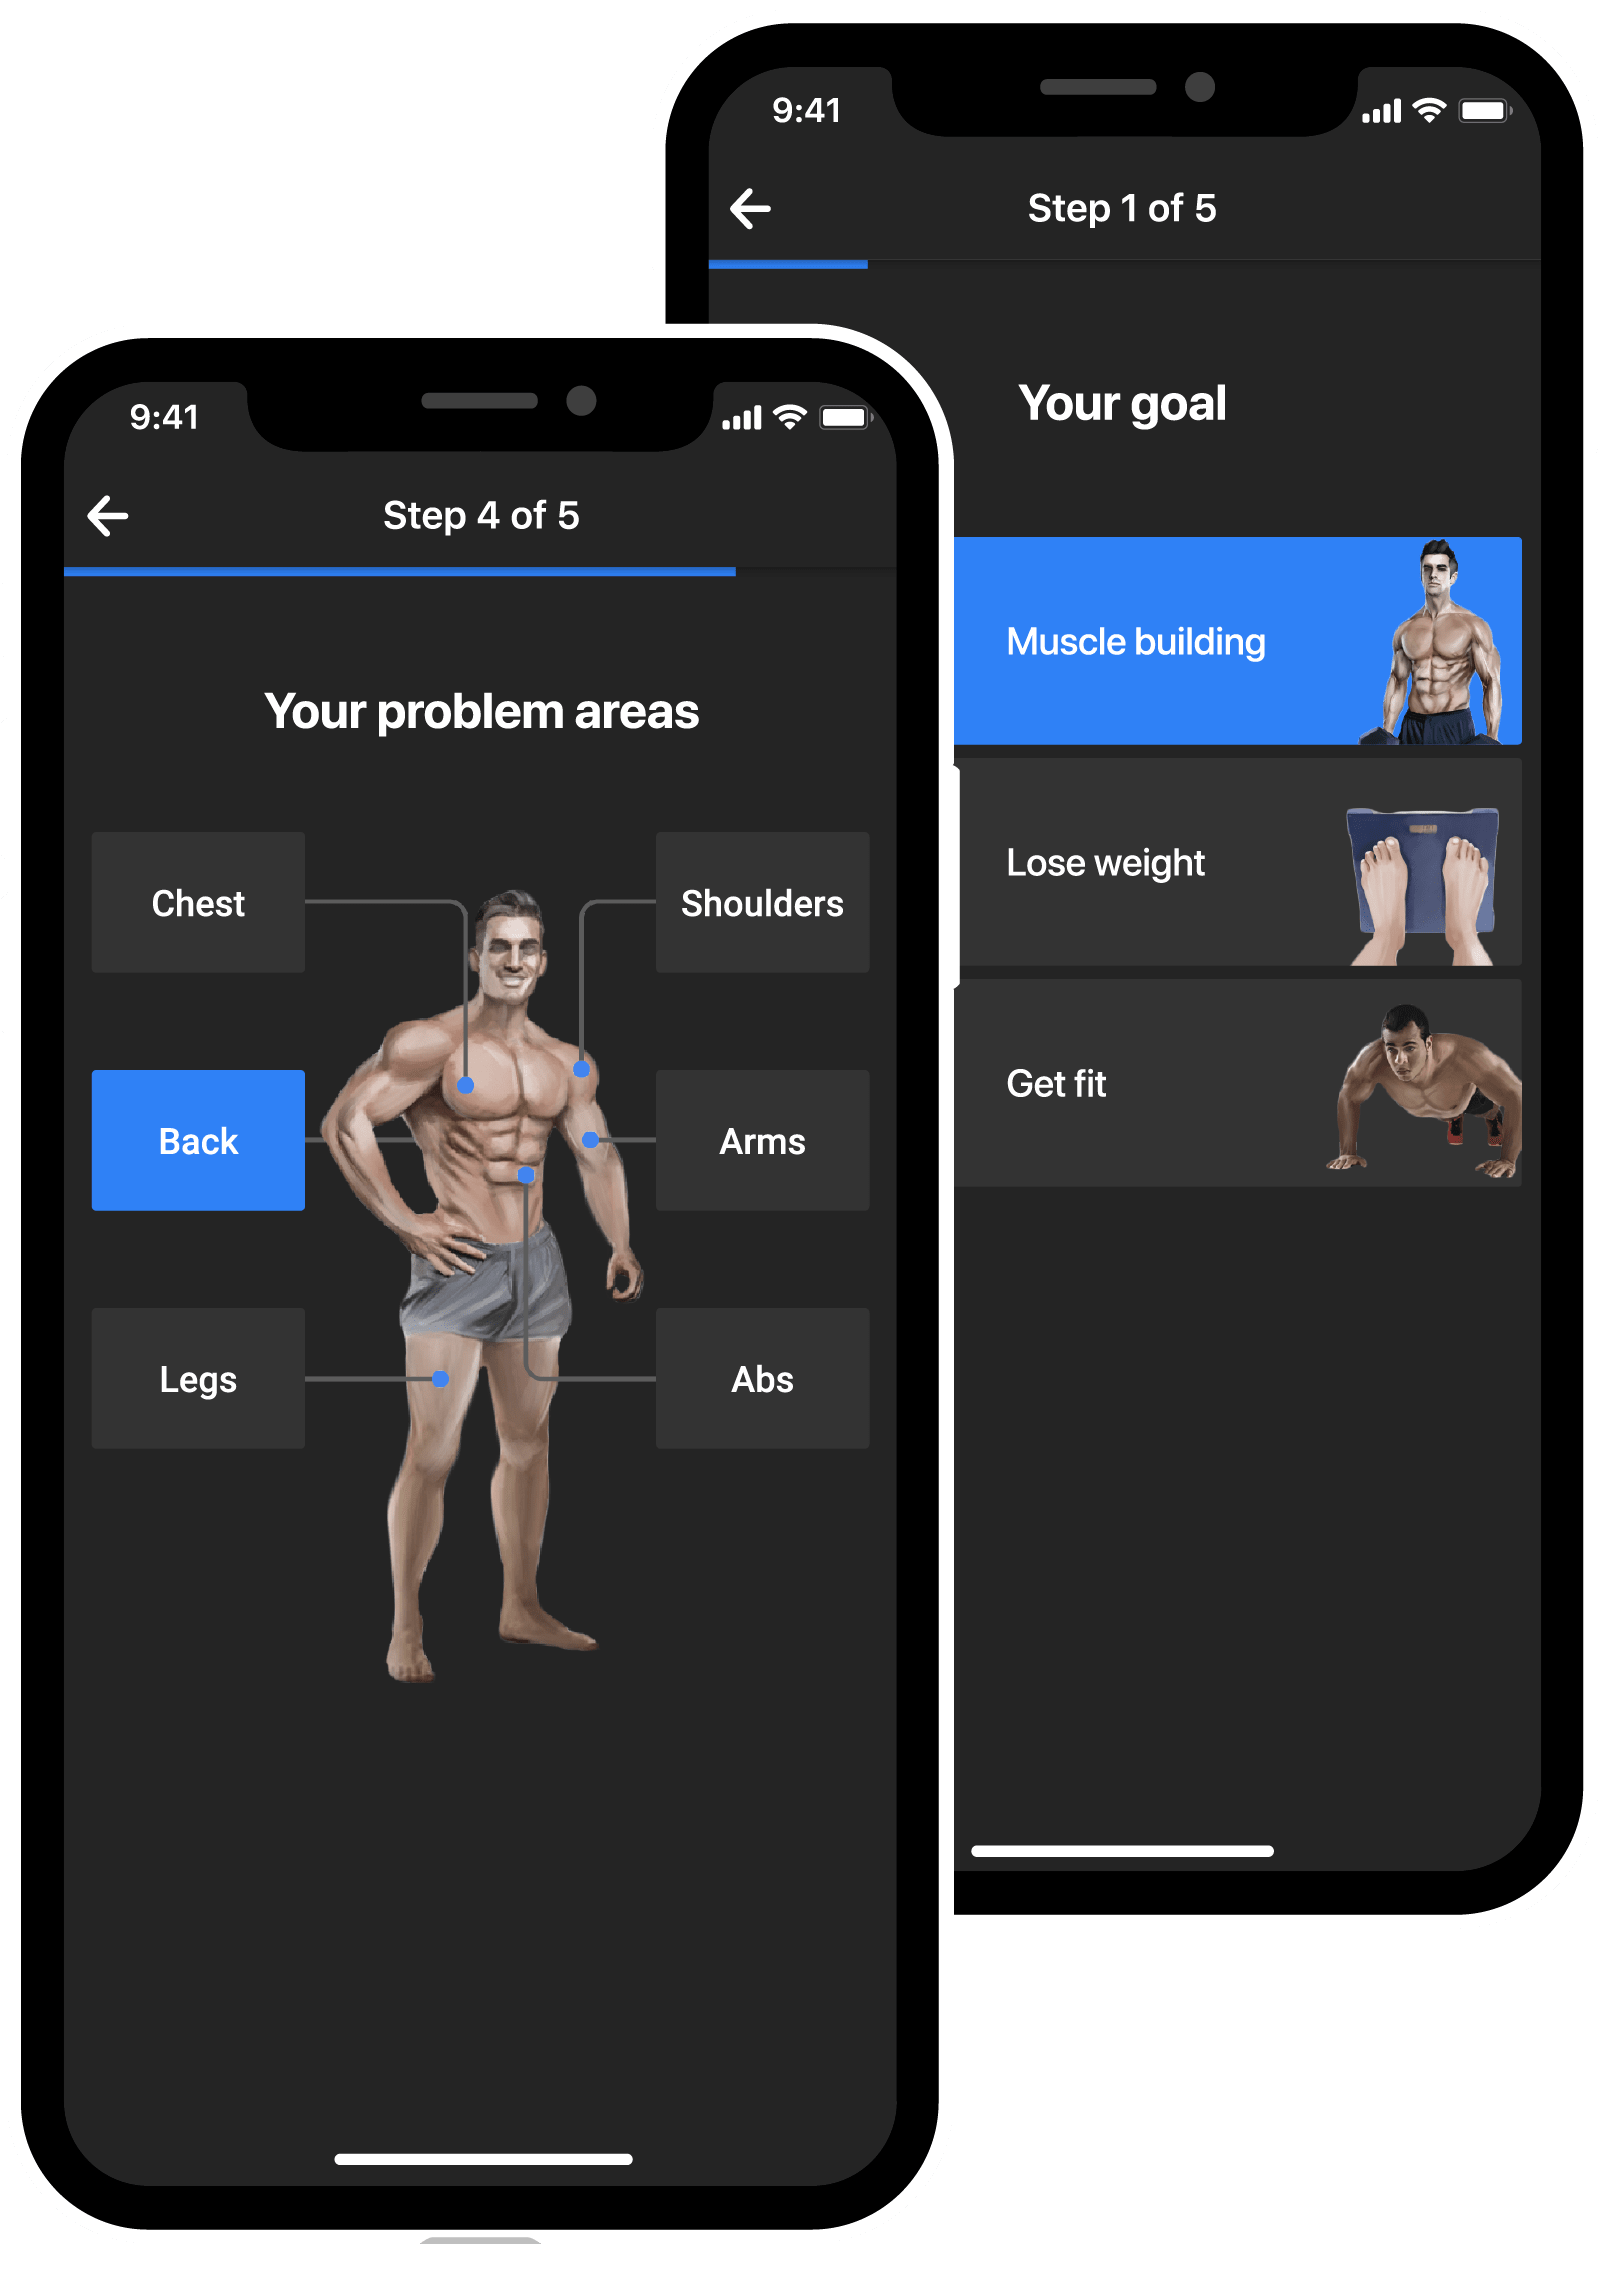 9:41
Step 1 of 5
Your goal
Muscle building
Lose weight
Get fit
9:41
Step 4 of 5
Your problem areas
Chest
Shoulders
Back
Arms
Legs
Abs